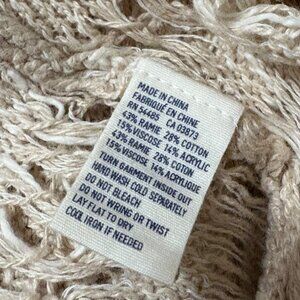 MADE IN CHINA
FABRIQUÉ EN CHINE
RN 54485 CA 03873
43% RAMIE 28% COTTON
15% VISCOSE 14% ACRYLIC
43% RAMIE 28% COTON
15% VISCOSE 14% ACRYLIQUE
TURN GARMENT INSIDE OUT
HAND WASH COLD SEPARATELY
DO NOT BLEACH
DO NOT WRING OR TWIST
LAY FLAT TO DRY
COOL IRON IF NEEDED